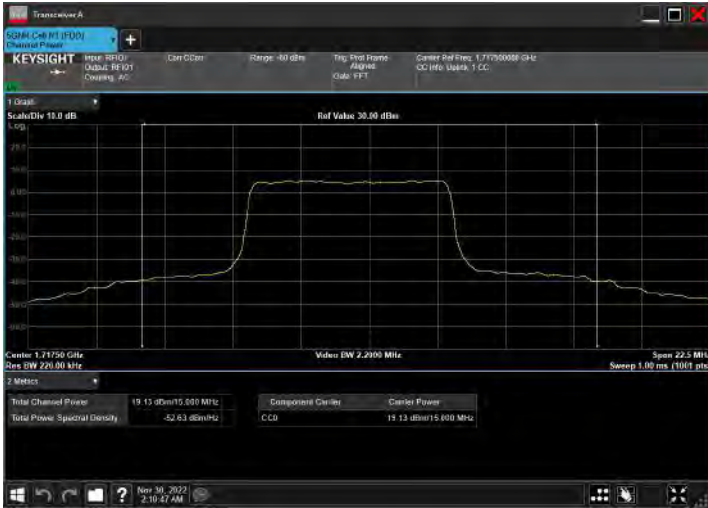 Transceiver A
5GNR-Cell N1 (FDD)
Channel Power
KEYSIGHT
Input: RFIO1
Output: RFIO1
Coupling: AC
Corr CCorr
Trig: Prot Frame
Aligned
Gate: FFT
Carrier Ref Freq: 1.717500000 GHz
CC Info: Uplink, 1 CC
1 Graph
Scale/Div 10.0 dB
Ref Value 30.00 dBm
Log
Center 1.71750 GHz
Video BW 2.2000 MHz
Span 22.5 MHz
Res BW 220.00 kHz
Sweep 1.00 ms (1001 pts
2 Metrics
Total Channel Power
19.13 dBm/15.000 MHz
Total Power Spectral Density
-52.63 dBm/Hz
Component Carrier
Carrier Power
CC0
19.13 dBm/15.000 MHz
Nov 30, 2022
2:10:47 AM